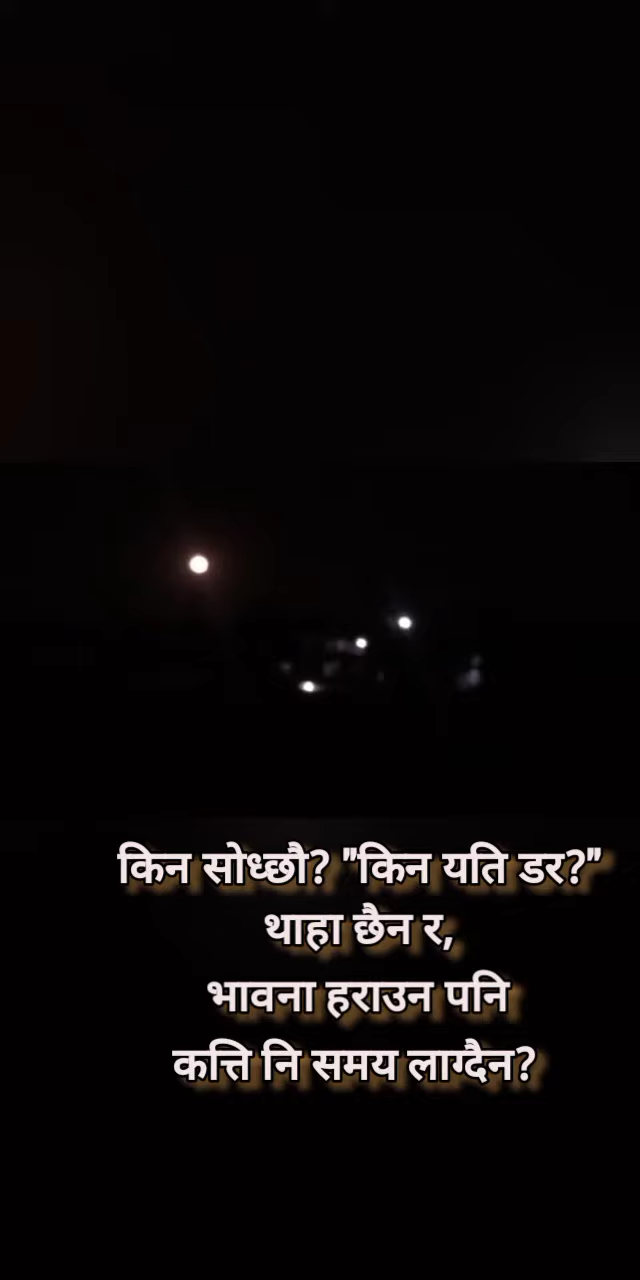 किन सोध्छौ? "किन यति डर?"
थाहा छैन र,
भावना हराउन पनि
कत्ति नि समय लाग्दैन?